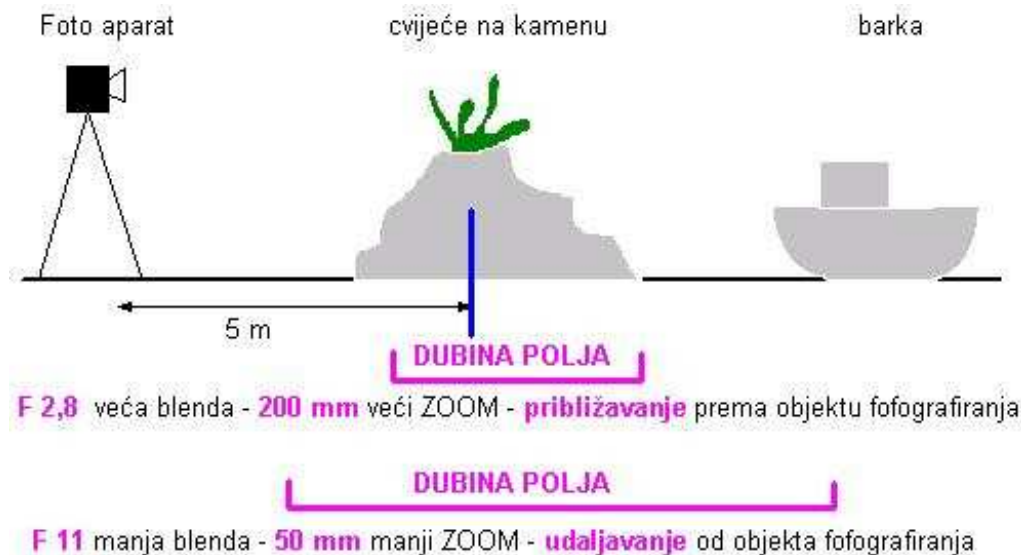 Foto aparat cvijeće na kamenu barka
5 m
DUBINA POLJA
F 2,8 veća blenda - 200 mm veći ZOOM - približavanje prema objektu fofografiranja
DUBINA POLJA
F 11 manja blenda - 50 mm manji ZOOM - udaljavanje od objekta fofografiranja